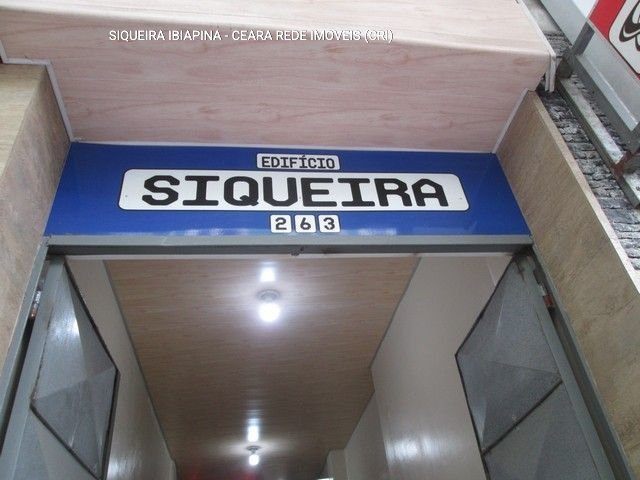 SIQUEIRA IBIAPINA - CEARA REDE IMOVEIS (CRI)
EDIFÍCIO
SIQUEIRA
263